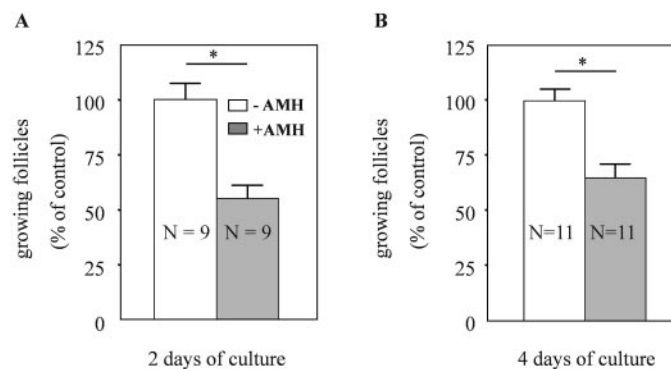 A
125
100
75
50
25
0
growing follicles
(% of control)
*
- AMH
+AMH
N = 9
N = 9
2 days of culture
B
125
100
75
50
25
0
growing follicles
(% of control)
*
N=11
N=11
4 days of culture